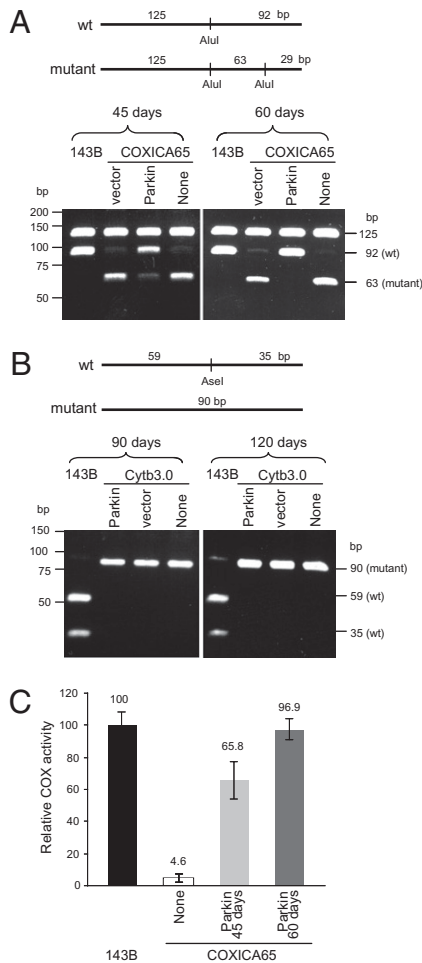 A
125 92 bp
wt
AluI
125 63 29 bp
mutant
AluI AluI
45 days 60 days
143B COXICA65 143B COXICA65
vector Parkin None vector Parkin None
bp
200
150
100
75
50
bp
125
92 (wt)
63 (mutant)
B
59 35 bp
wt
AseI
90 bp
mutant
90 days 120 days
143B Cytb3.0 143B Cytb3.0
Parkin vector None Parkin vector None
bp
150
100
75
50
bp
90 (mutant)
59 (wt)
35 (wt)
C
Relative COX activity
120
100
80
60
40
20
0
100
4.6
65.8
96.9
None
Parkin
45 days
Parkin
60 days
143B COXICA65